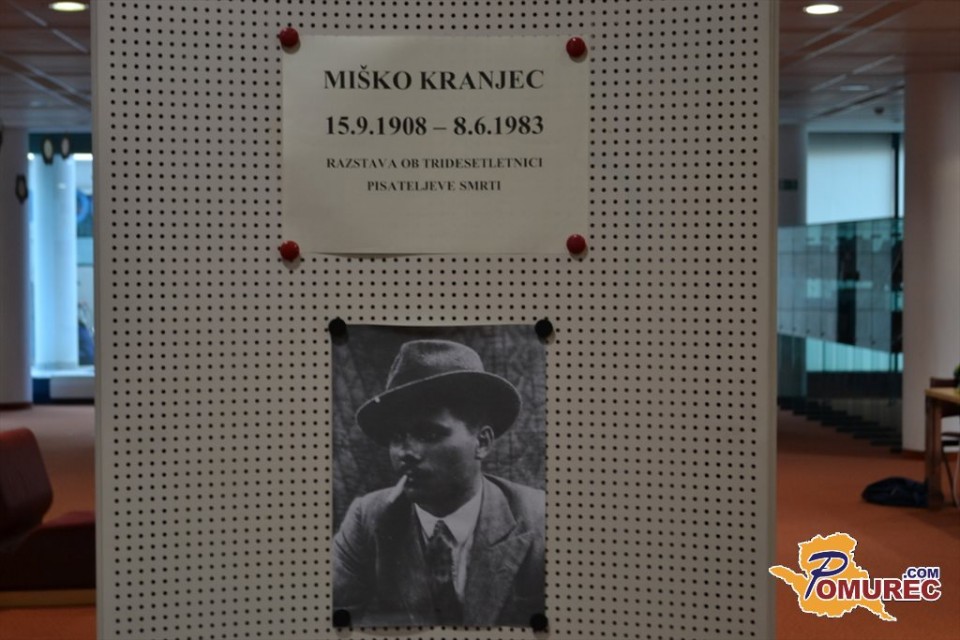 MIŠKO KRANJEC
15.9.1908 – 8.6.1983
RAZSTAVA OB TRIDESETLETNICI
PISATELJEVE SMRTI
POMUREC.COM